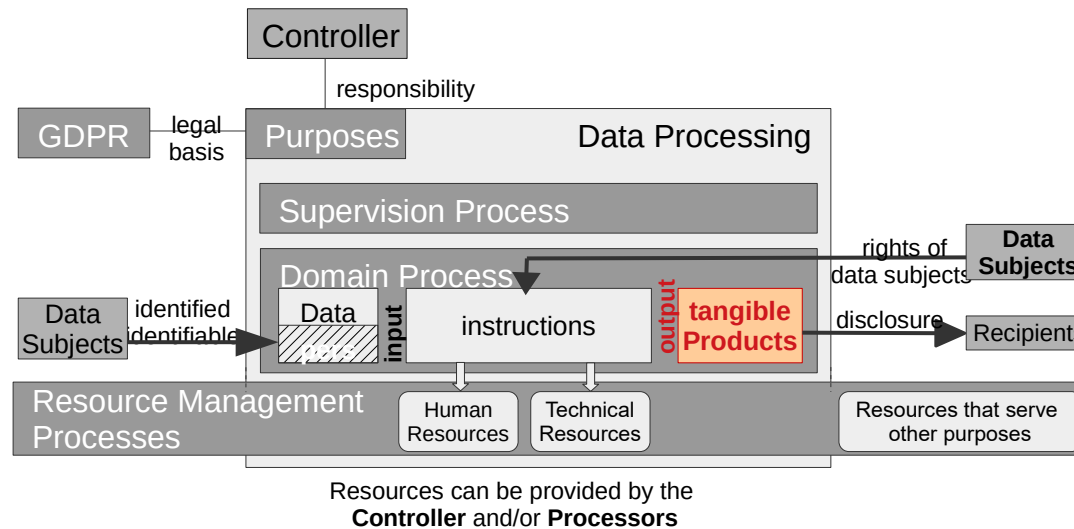 Controller
responsibility
GDPR
legal
basis
Purposes
Data Processing
Supervision Process
Domain Process
rights of
data subjects
Data
Subjects
Data
Subjects
identified
identifiable
Data
input
instructions
output
tangible
Products
disclosure
Recipient
Resource Management
Processes
Human
Resources
Technical
Resources
Resources that serve
other purposes
Resources can be provided by the
Controller and/or Processors